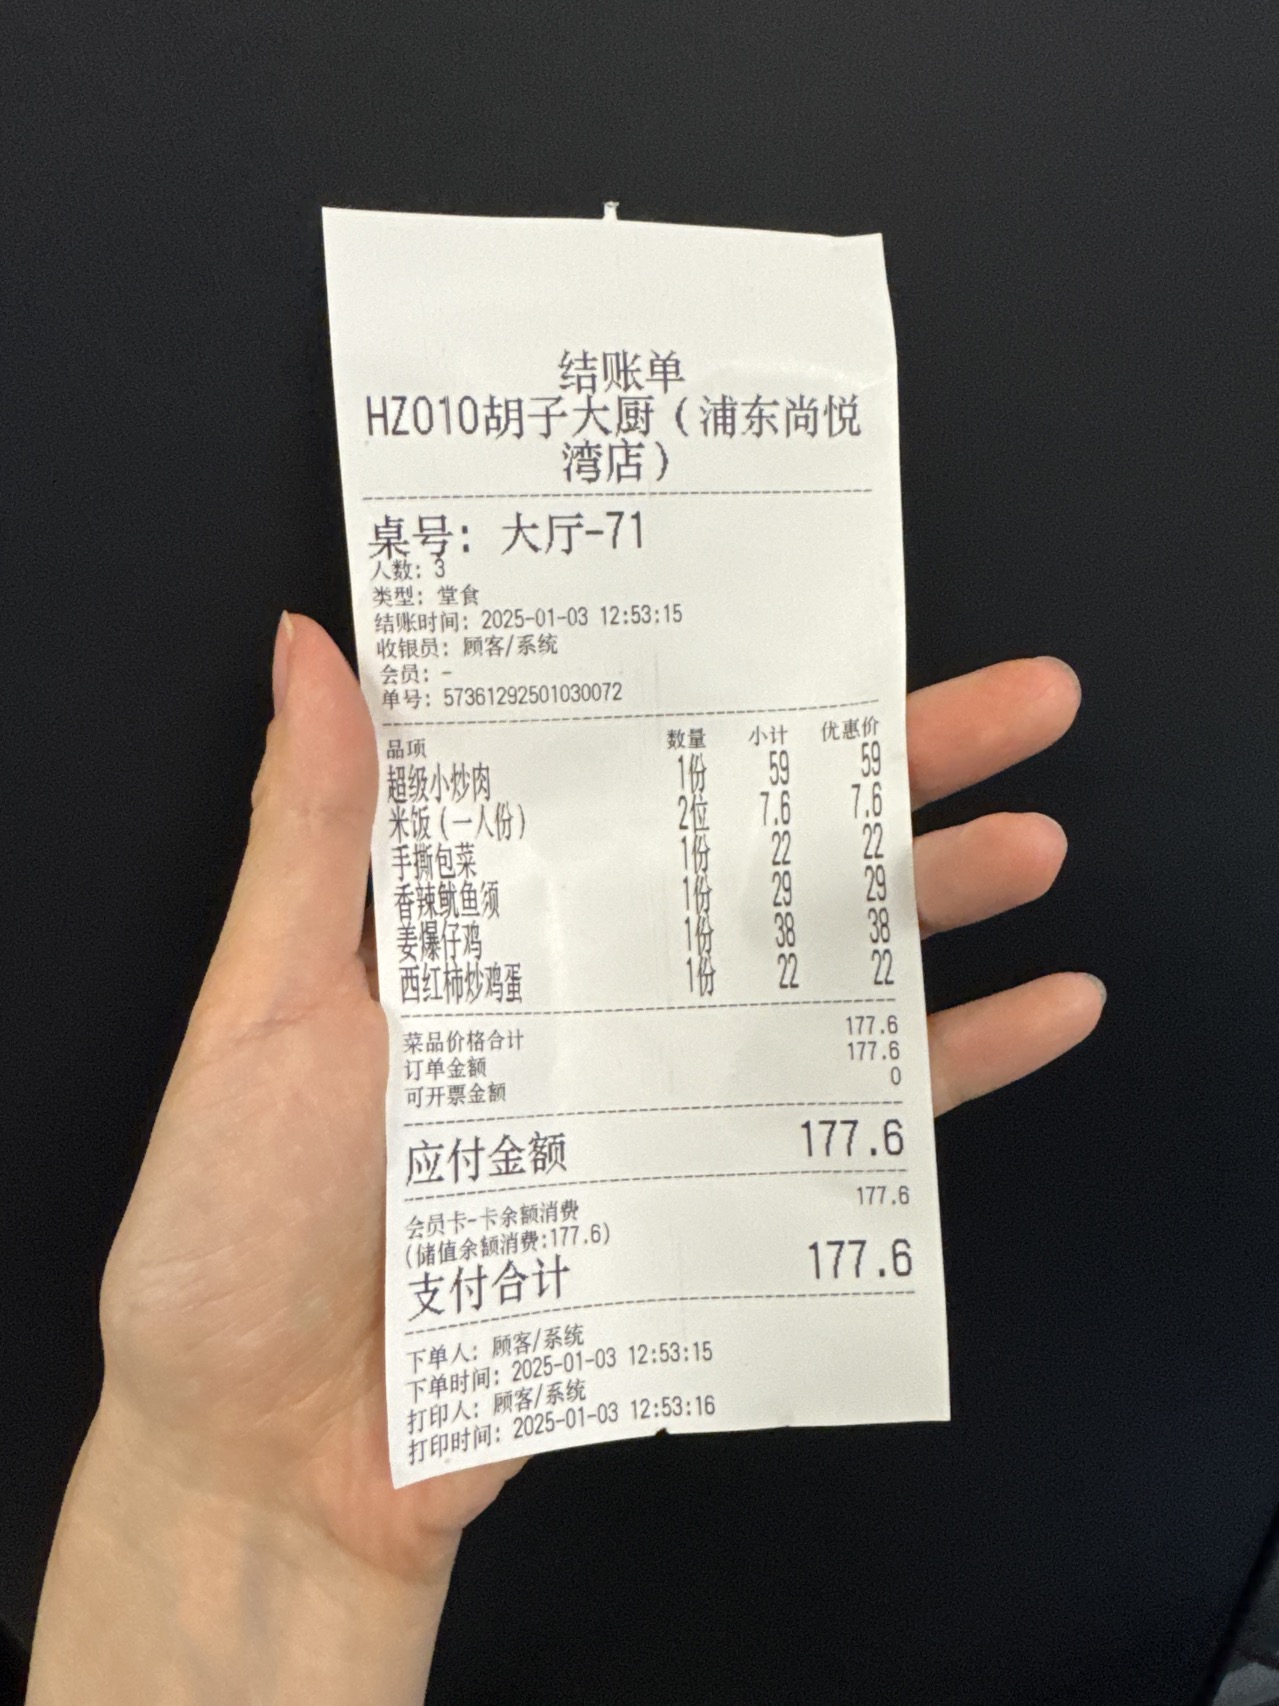 结账单
HZ010胡子大厨（浦东尚悦
湾店）
桌号： 大厅-71
人数：3
类型：堂食
结账时间：2025-01-03 12:53:15
收银员：顾客/系统
会员：-
单号：57361292501030072
品项 数量 小计 优惠价
超级小炒肉 1份 59 59
米饭（一人份） 2位 7.6 7.6
手撕包菜 1份 22 22
香辣鱿鱼须 1份 29 29
姜爆仔鸡 1份 38 38
西红柿炒鸡蛋 1份 22 22
菜品价格合计 177.6
订单金额 177.6
可开票金额 0
应付金额 177.6
会员卡-卡余额消费 177.6
(储值余额消费:177.6)
支付合计 177.6
下单人：顾客/系统
下单时间：2025-01-03 12:53:15
打印人：顾客/系统
打印时间：2025-01-03 12:53:16